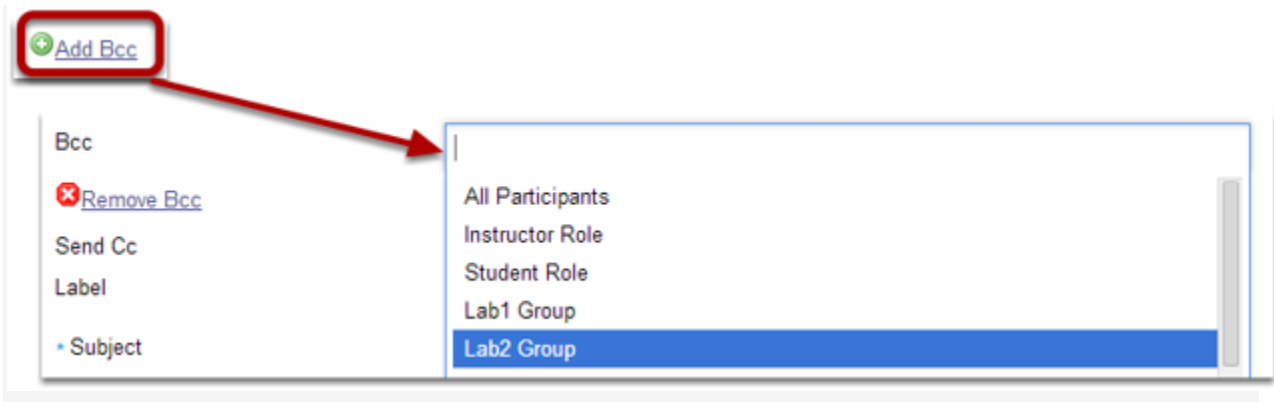 Add Bcc
Bcc
Remove Bcc
Send Cc
Label
* Subject
All Participants
Instructor Role
Student Role
Lab1 Group
Lab2 Group